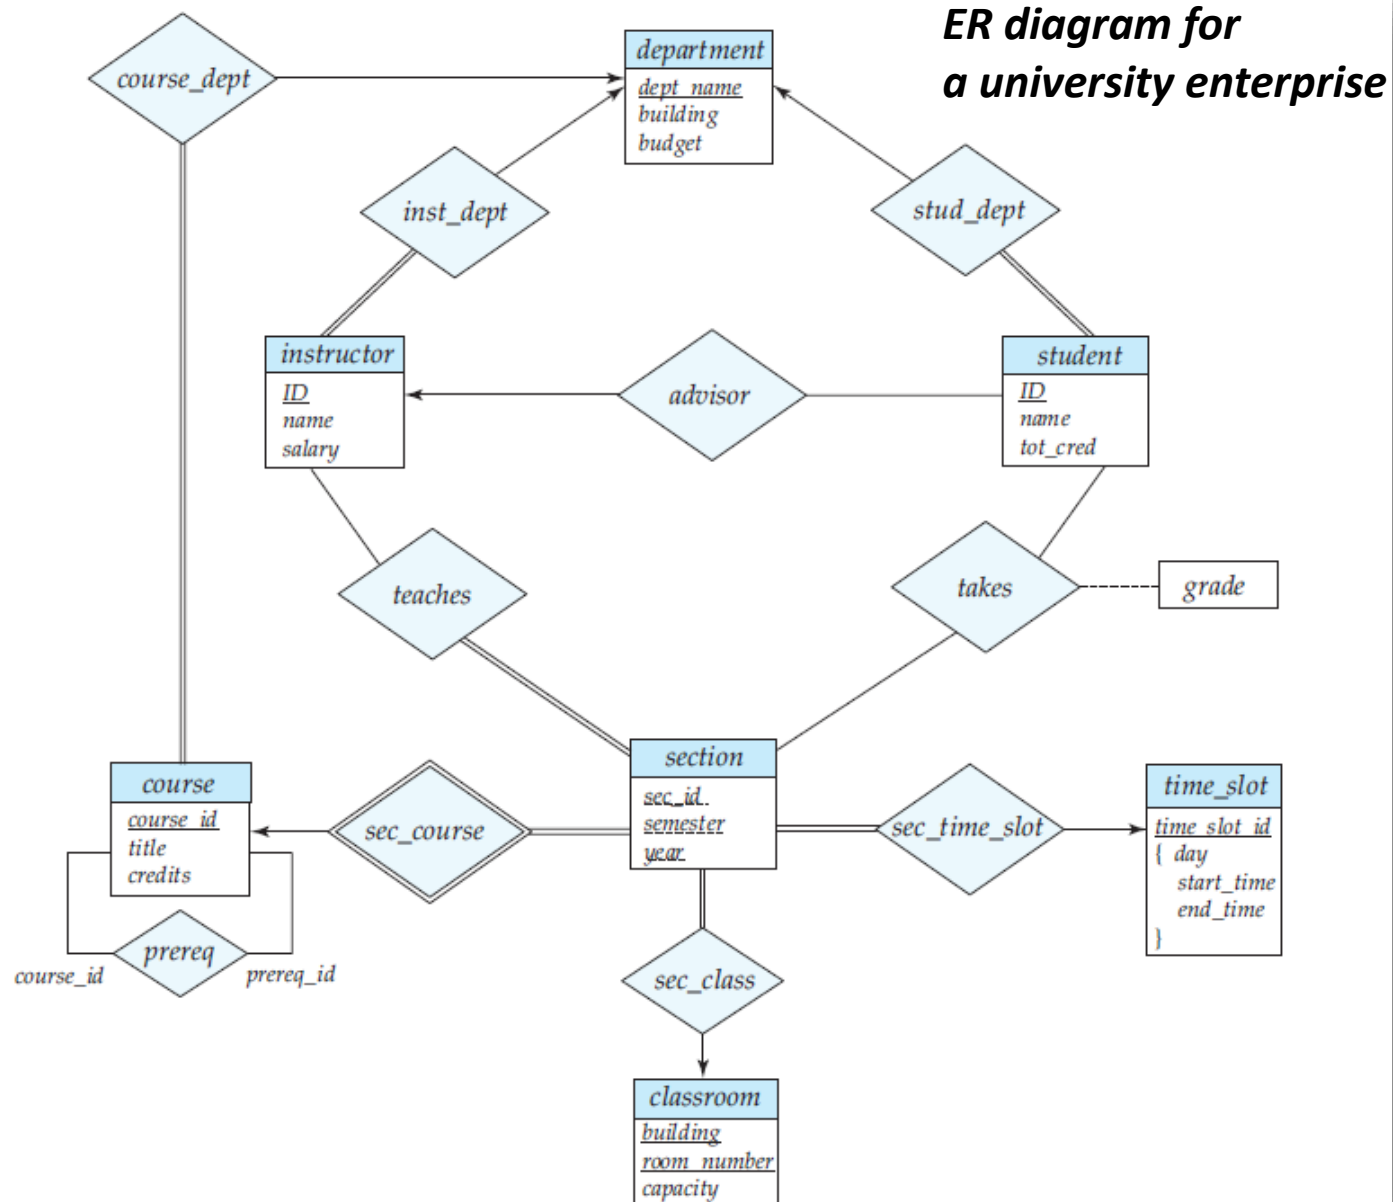 ER diagram for
a university enterprise
course_dept
department
dept_name
building
budget
inst_dept
stud_dept
instructor
ID
name
salary
advisor
student
ID
name
tot_cred
teaches
takes
grade
course
course_id
title
credits
sec_course
section
sec_id
semester
year
sec_time_slot
time_slot
time_slot_id
{ day
start_time
end_time
}
prereq
course_id
prereq_id
sec_class
classroom
building
room_number
capacity